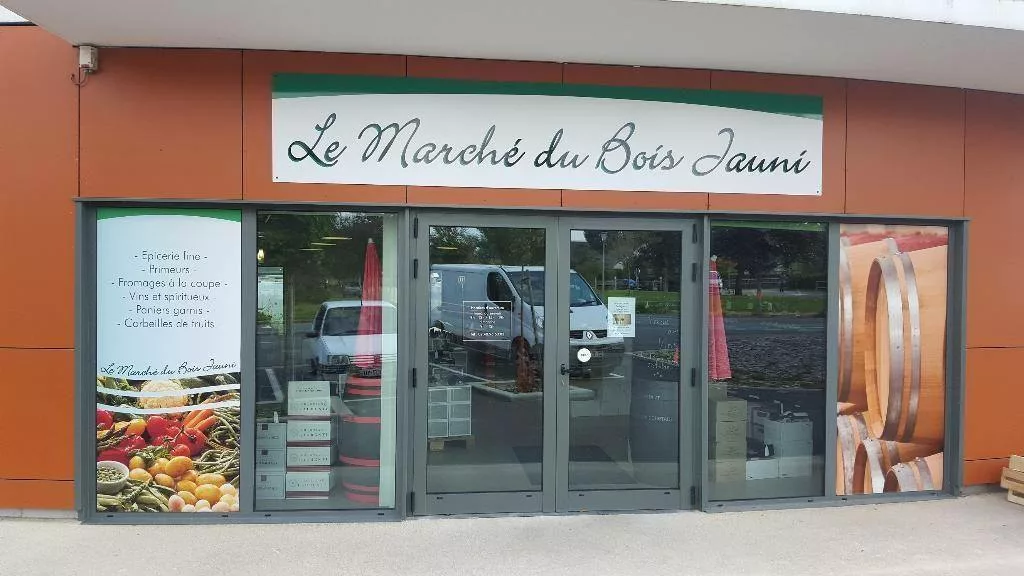 Le Marché du Bois Jauni
- Epicerie fine -
- Primeurs -
- Fromages à la coupe -
- Vins et spiritueux -
- Paniers garnis -
- Corbeilles de fruits
Le Marché du Bois Jauni